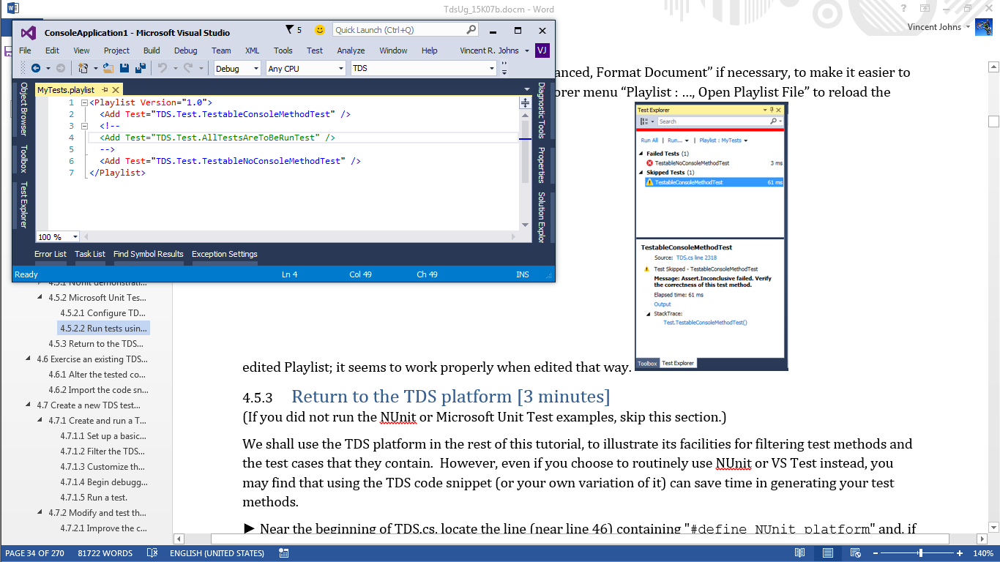 TdsUg_15K07b.docm - Word
Vincent Johns
ConsoleApplication1 - Microsoft Visual Studio
5
Quick Launch (Ctrl+Q)
File Edit View Project Build Debug Team XML Tools Test Analyze Window Help Vincent R. Johns VJ
Debug Any CPU TDS
Object Browser
Toolbox
Test Explorer
MyTests.playlist
1 <Playlist Version="1.0">
2 <Add Test="TDS.Test.TestableConsoleMethodTest" />
3 <!--
4 <Add Test="TDS.Test.AllTestsAreToBeRunTest" />
5 -->
6 <Add Test="TDS.Test.TestableNoConsoleMethodTest" />
7 </Playlist>
100 %
Diagnostic Tools
Properties
Solution Explor
Error List Task List Find Symbol Results Exception Settings
Ready Ln 4 Col 49 Ch 49 INS
4.5.1 NUnit demonstrati...
4.5.2 Microsoft Unit Tes...
4.5.2.1 Configure TD...
4.5.2.2 Run tests usin...
4.5.3 Return to the TDS...
4.6 Exercise an existing TDS...
4.6.1 Alter the tested co...
4.6.2 Import the code sn...
4.7 Create a new TDS test...
4.7.1 Create and run a T...
4.7.1.1 Set up a basic...
4.7.1.2 Filter the TDS...
4.7.1.3 Customize th...
4.7.1.4 Begin debugg...
4.7.1.5 Run a test.
4.7.2 Modify and test th...
4.7.2.1 Improve the c...
anced, Format Document” if necessary, to make it easier to
orer menu “Playlist : …, Open Playlist File” to reload the
Test Explorer
Search
Run All | Run... | Playlist : MyTests
Failed Tests (1)
TestableNoConsoleMethodTest 3 ms
Skipped Tests (1)
TestableConsoleMethodTest 61 ms
TestableConsoleMethodTest
Source: TDS.cs line 2318
Test Skipped - TestableConsoleMethodTest
Message: Assert.Inconclusive failed. Verify
the correctness of this test method.
Elapsed time: 61 ms
Output
StackTrace:
Test.TestableConsoleMethodTest()
Toolbox Test Explorer
edited Playlist; it seems to work properly when edited that way.
4.5.3 Return to the TDS platform [3 minutes]
(If you did not run the NUnit or Microsoft Unit Test examples, skip this section.)
We shall use the TDS platform in the rest of this tutorial, to illustrate its facilities for filtering test methods and
the test cases that they contain. However, even if you choose to routinely use NUnit or VS Test instead, you
may find that using the TDS code snippet (or your own variation of it) can save time in generating your test
methods.
► Near the beginning of TDS.cs, locate the line (near line 46) containing "#define NUnit_platform" and, if
PAGE 34 OF 270 81722 WORDS ENGLISH (UNITED STATES) 140%